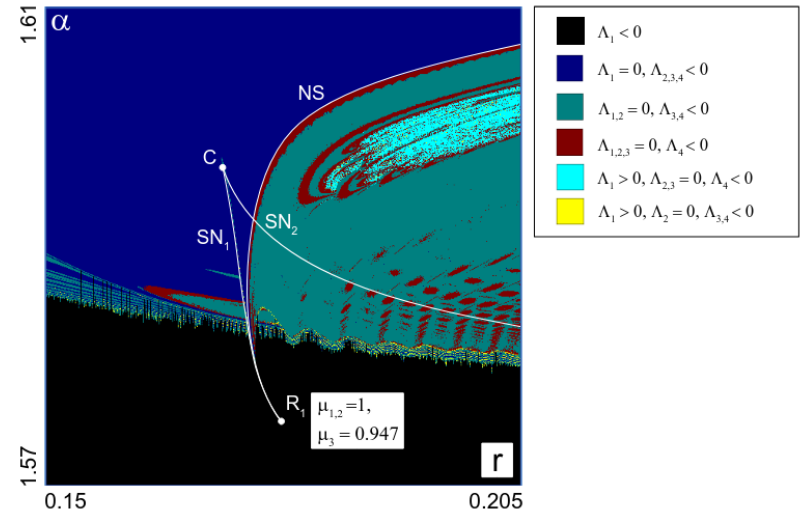 1.61
α
NS
C
SN₁
SN₂
R₁
μ₁,₂ =1,
μ₃ = 0.947
1.57
r
0.15
0.205
Λ₁ < 0
Λ₁ = 0, Λ₂,₃,₄ < 0
Λ₁,₂ = 0, Λ₃,₄ < 0
Λ₁,₂,₃ = 0, Λ₄ < 0
Λ₁ > 0, Λ₂,₃ = 0, Λ₄ < 0
Λ₁ > 0, Λ₂ = 0, Λ₃,₄ < 0